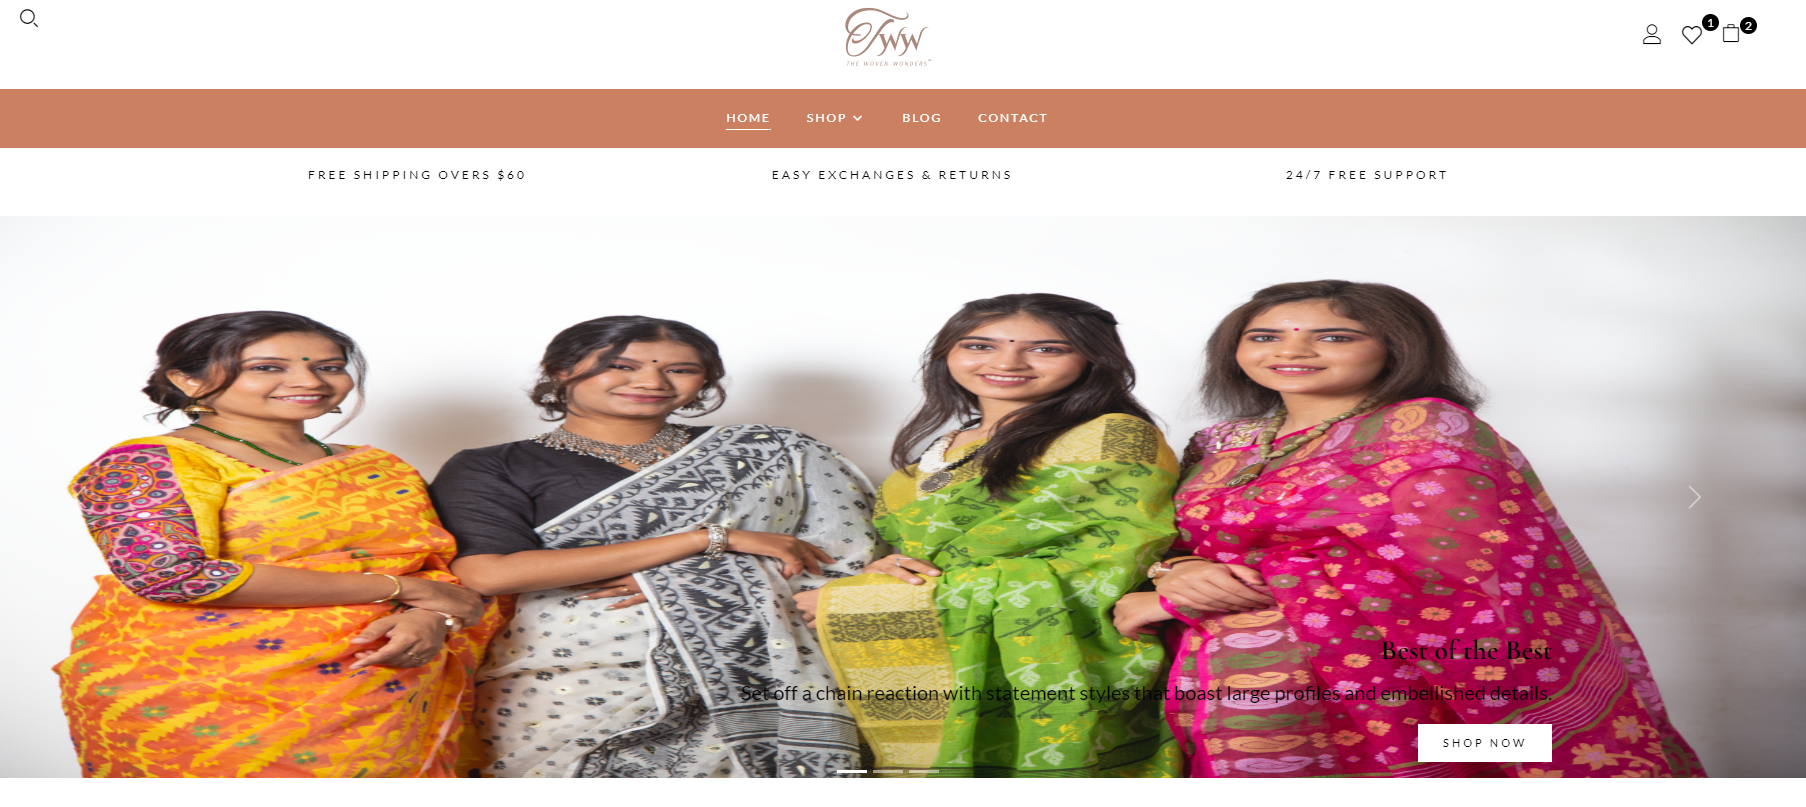 TWW
THE WOVEN WONDERS™
1
2
HOME SHOP BLOG CONTACT
FREE SHIPPING OVERS $60
EASY EXCHANGES & RETURNS
24/7 FREE SUPPORT
Best of the Best
Set off a chain reaction with statement styles that boast large profiles and embellished details.
SHOP NOW